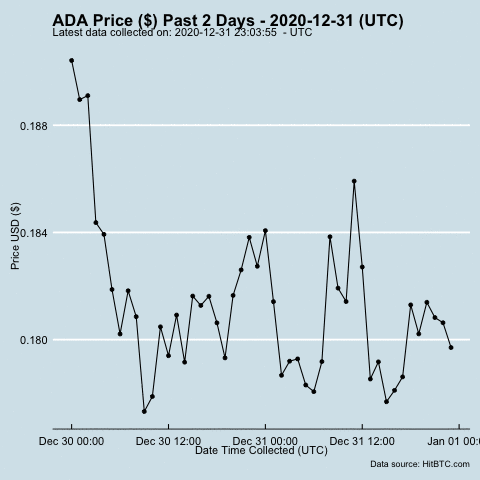 ADA Price ($) Past 2 Days - 2020-12-31 (UTC)
Latest data collected on: 2020-12-31 23:03:55 - UTC
0.188
0.184
0.180
Price USD ($)
Dec 30 00:00 Dec 30 12:00 Dec 31 00:00 Dec 31 12:00 Jan 01 00:0
Date Time Collected (UTC)
Data source: HitBTC.com